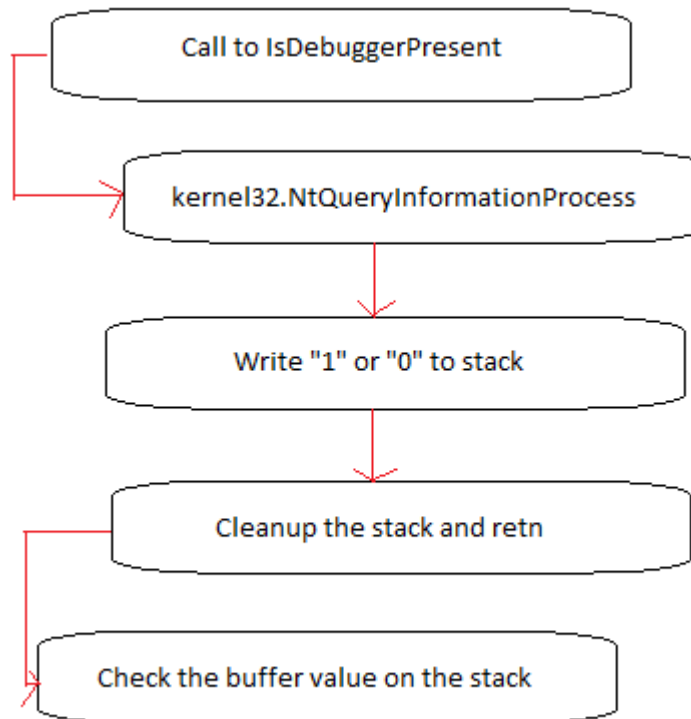 Call to IsDebuggerPresent
kernel32.NtQueryInformationProcess
Write "1" or "0" to stack
Cleanup the stack and retn
Check the buffer value on the stack